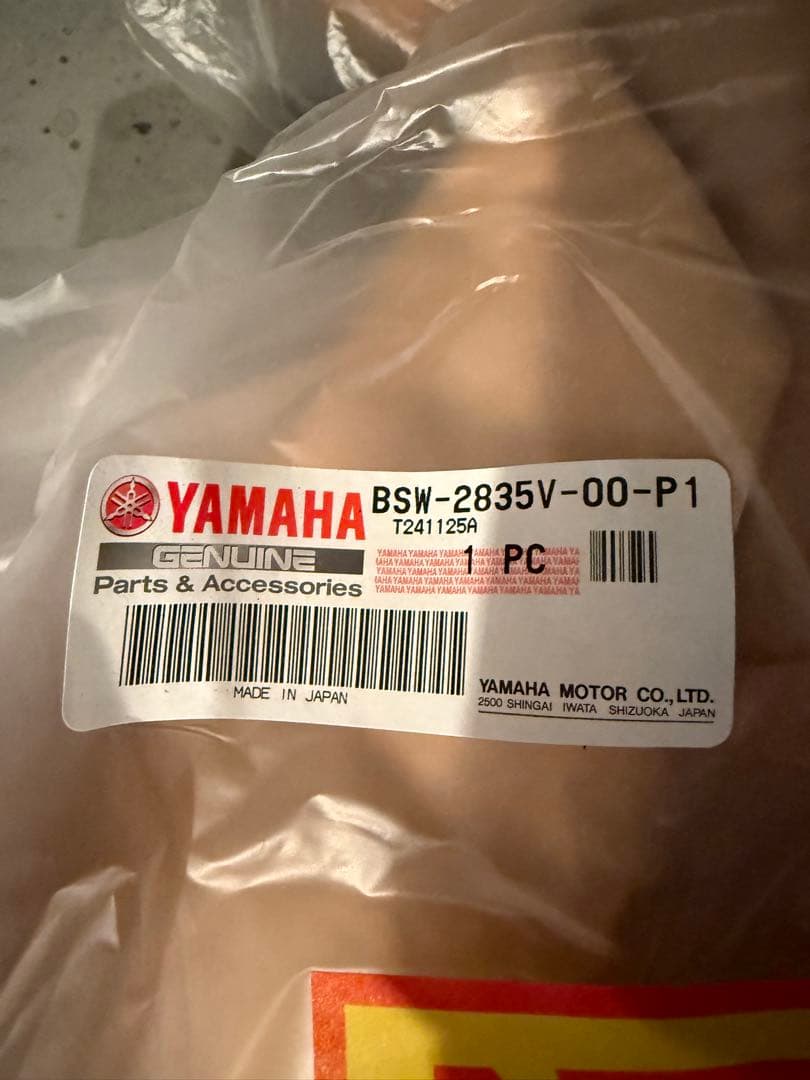 YAMAHA
BSW-2835V-00-P1
T241125A
GENUINE
1 PC
Parts & Accessories
MADE IN JAPAN
YAMAHA MOTOR CO.,LTD.
2500 SHINGAI IWATA SHIZUOKA JAPAN